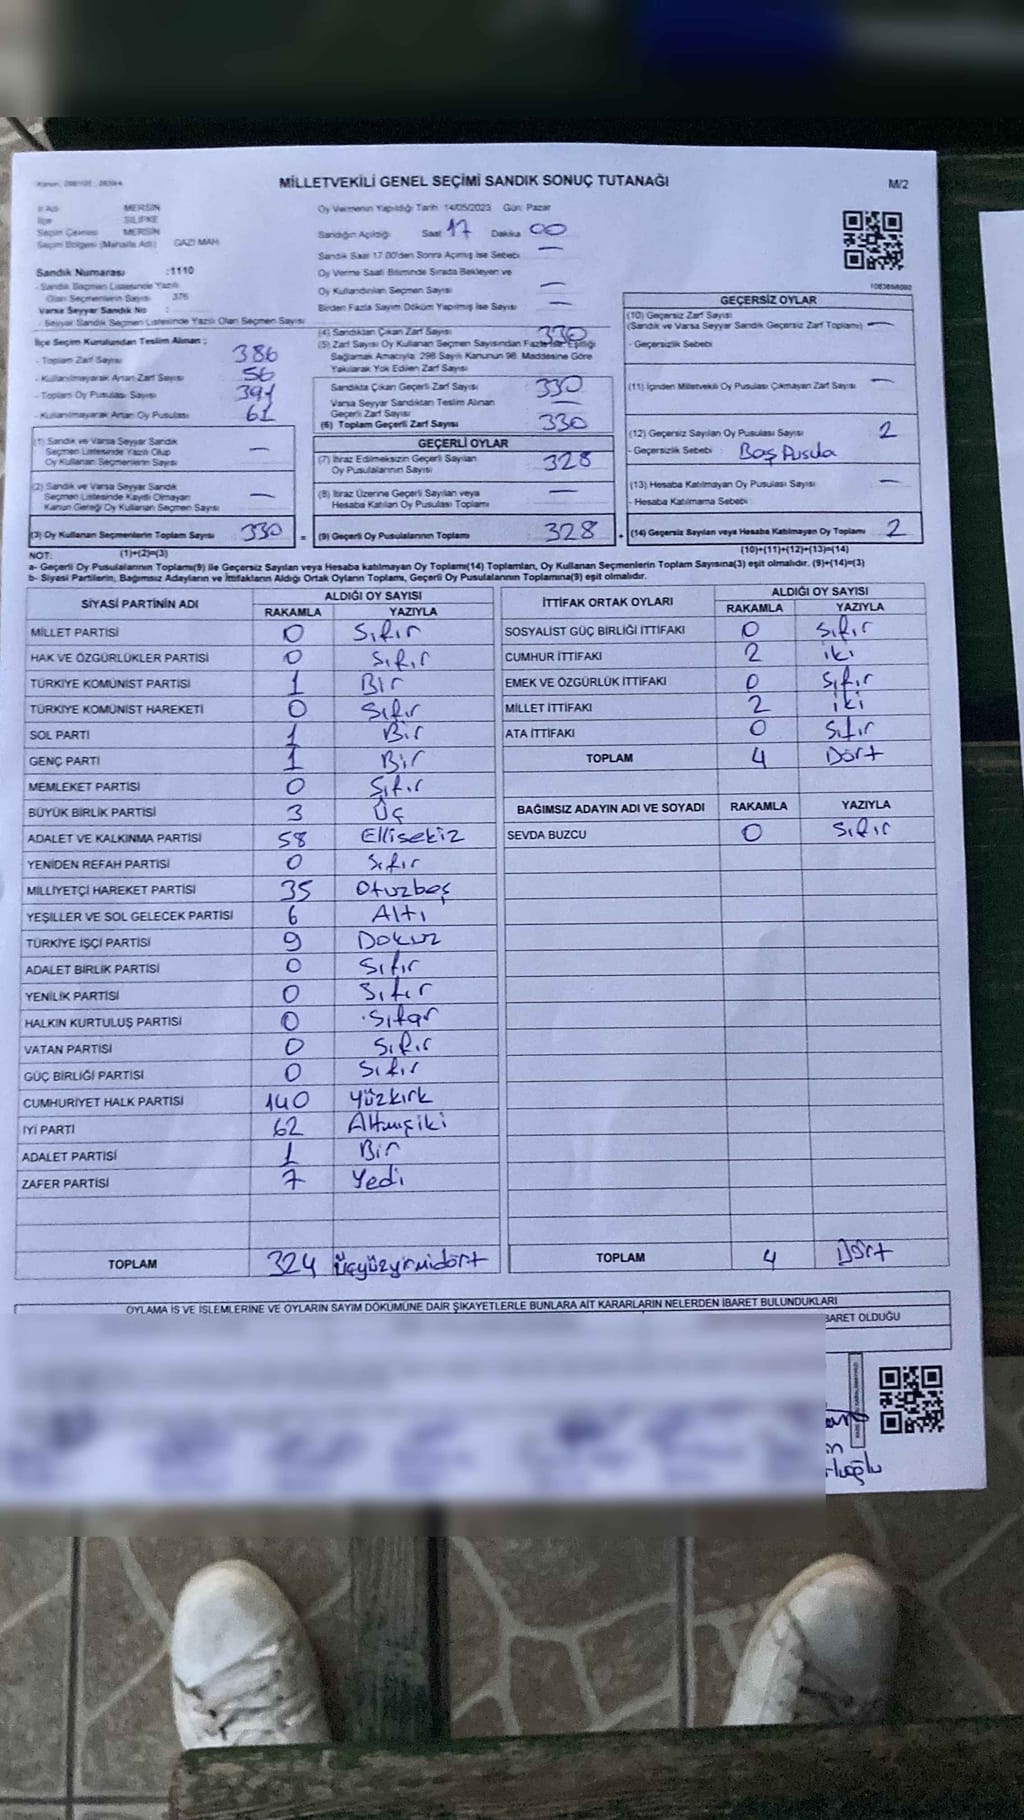 MİLLETVEKİLİ GENEL SEÇİMİ SANDIK SONUÇ TUTANAĞI
M/2
İl Adı MERSİN
İlçe SİLİFKE
Seçim Çevresi MERSİN
Seçim Bölgesi (Mahalle Adı) GAZİ MAH.
Sandık Numarası :1110
- Sandık Seçmen Listesinde Yazılı
Olan Seçmenlerin Sayısı 376
Varsa Seyyar Sandık No :
- Seyyar Sandık Seçmen Listesinde Yazılı Olan Seçmen Sayısı
İlçe Seçim Kurulundan Teslim Alınan ;
- Toplam Zarf Sayısı 386
- Kullanılmayarak Artan Zarf Sayısı 56
- Toplam Oy Pusulası Sayısı 391
- Kullanılmayarak Artan Oy Pusulası 61
(1) Sandık ve Varsa Seyyar Sandık
Seçmen Listesinde Yazılı Olup
Oy Kullanan Seçmenlerin Sayısı —
(2) Sandık ve Varsa Seyyar Sandık
Seçmen Listesinde Kaydı Olmayan
Kanun Gereği Oy Kullanan Seçmen Sayısı —
(3) Oy Kullanan Seçmenlerin Toplam Sayısı 330
(1)+(2)=(3)
Oy Vermenin Yapıldığı Tarih 14/05/2023 Gün: Pazar
Sandığın Açıldığı Saat 17 Dakika 00
Sandık Saat 17.00'den Sonra Açılmış İse Sebebi —
Oy Verme Saati Bitiminde Sırada Bekleyen ve
Oy Kullandırılan Seçmen Sayısı —
Birden Fazla Sayım Döküm Yapılmış İse Sayısı —
(4) Sandıktan Çıkan Zarf Sayısı 330
(5) Zarf Sayısı Oy Kullanan Seçmen Sayısından Fazla İse Eşitliği
Sağlamak Amacıyla 298 Sayılı Kanunun 98. Maddesine Göre
Yakılarak Yok Edilen Zarf Sayısı
Sandıkta Çıkan Geçerli Zarf Sayısı 330
Varsa Seyyar Sandıktan Teslim Alınan
Geçerli Zarf Sayısı —
(6) Toplam Geçerli Zarf Sayısı 330
GEÇERLİ OYLAR
(7) İtiraz Edilmeksizin Geçerli Sayılan
Oy Pusulalarının Sayısı 328
(8) İtiraz Üzerine Geçerli Sayılan veya
Hesaba Katılan Oy Pusulası Toplamı —
= (9) Geçerli Oy Pusulalarının Toplamı 328
GEÇERSİZ OYLAR
(10) Geçersiz Zarf Sayısı
(Sandık ve Varsa Seyyar Sandık Geçersiz Zarf Toplamı) —
- Geçersizlik Sebebi
(11) İçinden Milletvekili Oy Pusulası Çıkmayan Zarf Sayısı —
(12) Geçersiz Sayılan Oy Pusulası Sayısı 2
- Geçersizlik Sebebi : Boş Pusula
(13) Hesaba Katılmayan Oy Pusulası Sayısı —
- Hesaba Katılmama Sebebi :
+ (14) Geçersiz Sayılan veya Hesaba Katılmayan Oy Toplamı 2
(10)+(11)+(12)+(13)=(14)
NOT:
a- Geçerli Oy Pusulalarının Toplamı(9) ile Geçersiz Sayılan veya Hesaba katılmayan Oy Toplamı(14) Toplamları, Oy Kullanan Seçmenlerin Toplam Sayısına(3) eşit olmalıdır. (9)+(14)=(3)
b- Siyasi Partilerin, Bağımsız Adayların ve İttifakların Aldığı Ortak Oyların Toplamı, Geçerli Oy Pusulalarının Toplamına(9) eşit olmalıdır.
SİYASİ PARTİNİN ADI ALDIĞI OY SAYISI
RAKAMLA YAZIYLA
MİLLET PARTİSİ 0 Sıfır
HAK VE ÖZGÜRLÜKLER PARTİSİ 0 Sıfır
TÜRKİYE KOMÜNİST PARTİSİ 1 Bir
TÜRKİYE KOMÜNİST HAREKETİ 0 Sıfır
SOL PARTİ 1 Bir
GENÇ PARTİ 1 Bir
MEMLEKET PARTİSİ 0 Sıfır
BÜYÜK BİRLİK PARTİSİ 3 Üç
ADALET VE KALKINMA PARTİSİ 58 Ellisekiz
YENİDEN REFAH PARTİSİ 0 Sıfır
MİLLİYETÇİ HAREKET PARTİSİ 35 Otuzbeş
YEŞİLLER VE SOL GELECEK PARTİSİ 6 Altı
TÜRKİYE İŞÇİ PARTİSİ 9 Dokuz
ADALET BİRLİK PARTİSİ 0 Sıfır
YENİLİK PARTİSİ 0 Sıfır
HALKIN KURTULUŞ PARTİSİ 0 Sıfar
VATAN PARTİSİ 0 Sıfır
GÜÇ BİRLİĞİ PARTİSİ 0 Sıfır
CUMHURİYET HALK PARTİSİ 140 Yüzkırk
İYİ PARTİ 62 Altmışiki
ADALET PARTİSİ 1 Bir
ZAFER PARTİSİ 7 Yedi
TOPLAM 324 üçyüzyirmidört
İTTİFAK ORTAK OYLARI ALDIĞI OY SAYISI
RAKAMLA YAZIYLA
SOSYALİST GÜÇ BİRLİĞİ İTTİFAKI 0 Sıfır
CUMHUR İTTİFAKI 2 iki
EMEK VE ÖZGÜRLÜK İTTİFAKI 0 Sıfır
MİLLET İTTİFAKI 2 iki
ATA İTTİFAKI 0 Sıfır
TOPLAM 4 Dört
BAĞIMSIZ ADAYIN ADI VE SOYADI RAKAMLA YAZIYLA
SEVDA BUZCU 0 Sıfır
TOPLAM 4 Dört
OYLAMA İŞ VE İŞLEMLERİNE VE OYLARIN SAYIM DÖKÜMÜNE DAİR ŞİKAYETLERLE BUNLARA AİT KARARLARIN NELERDEN İBARET BULUNDUKLARI
BARET OLDUĞU